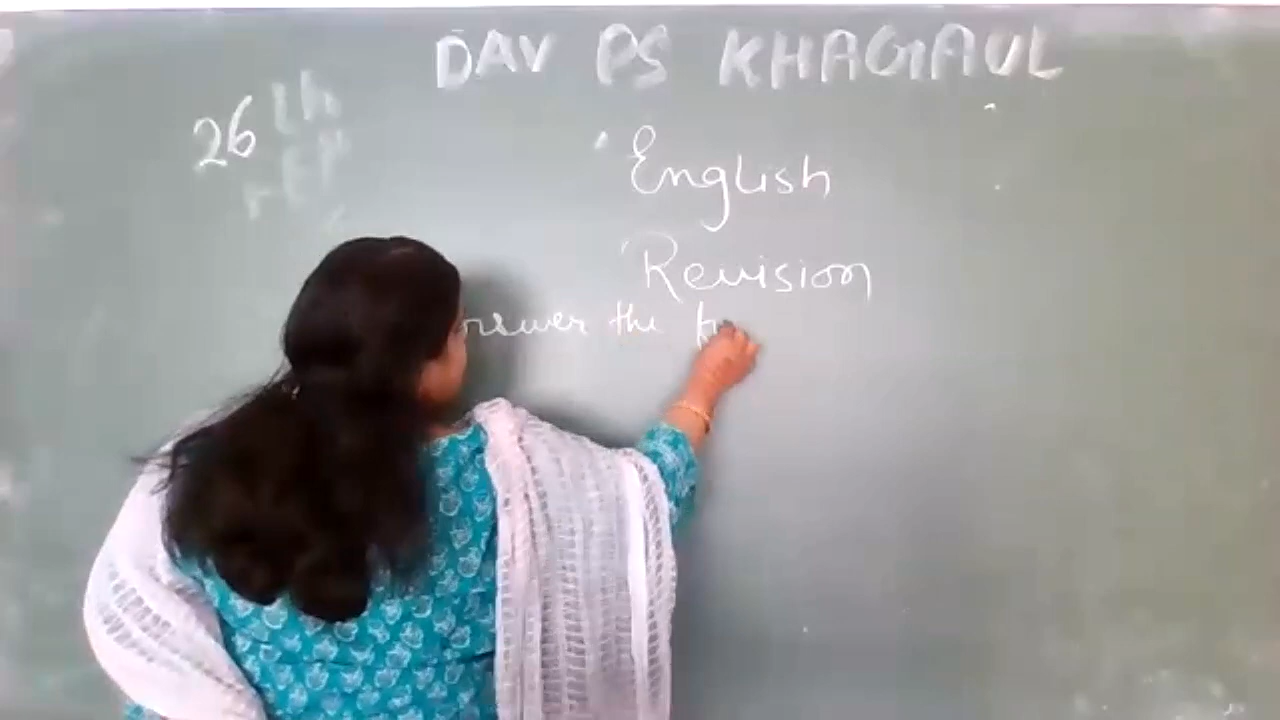 DAV PS KHAGAUL
26th
English
Revision
nswer the